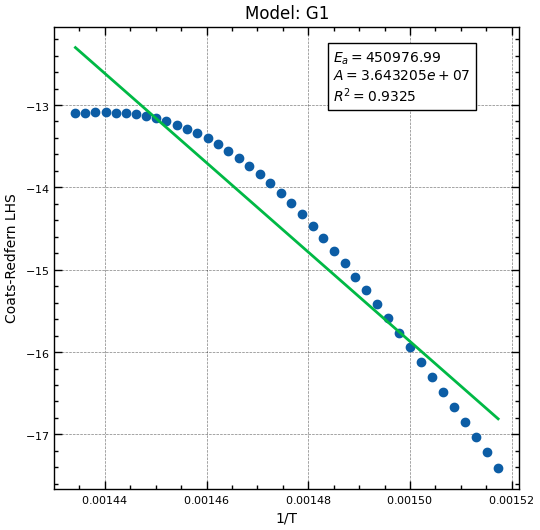 Model: G1
E_a = 450976.99
A = 3.643205e + 07
R^2 = 0.9325
−13
−14
−15
−16
−17
Coats-Redfern LHS
0.00144 0.00146 0.00148 0.00150 0.00152
1/T